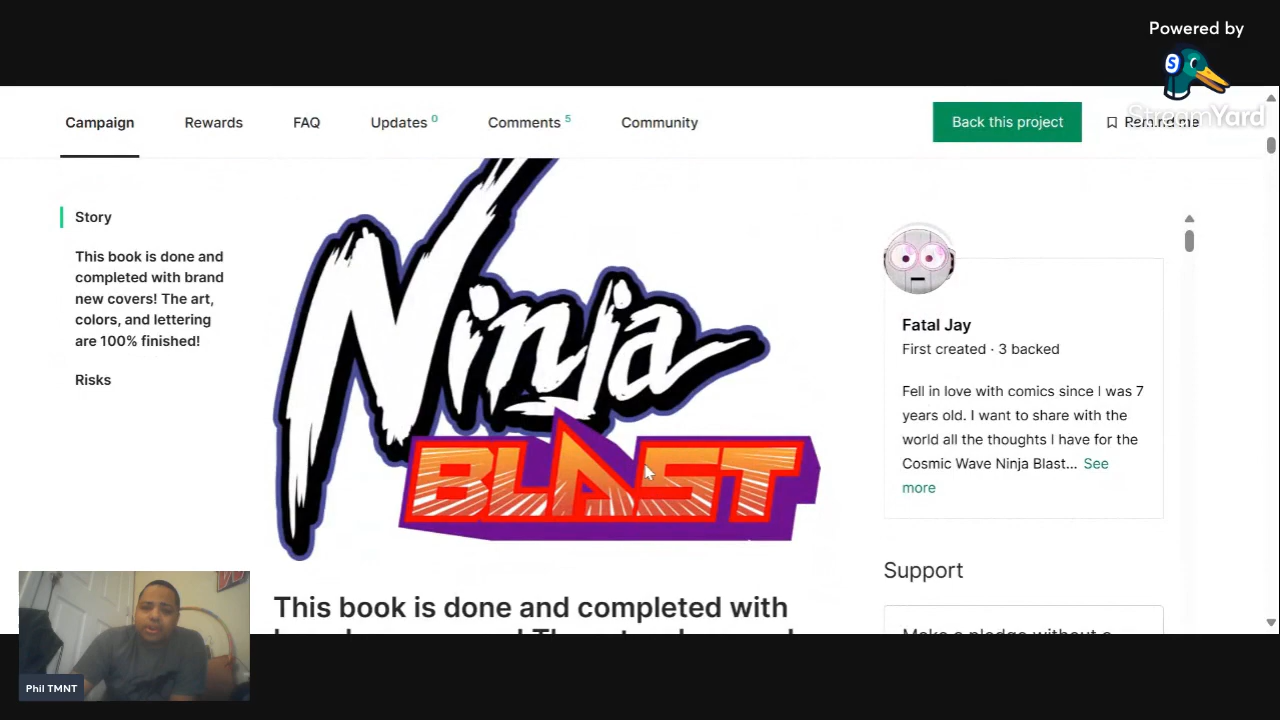 Powered by
StreamYard
Campaign
Rewards
FAQ
Updates 0
Comments 5
Community
Back this project
Remind me
Story
This book is done and
completed with brand
new covers! The art,
colors, and lettering
are 100% finished!
Risks
Ninja
BLAST
This book is done and completed with
Fatal Jay
First created · 3 backed
Fell in love with comics since I was 7
years old. I want to share with the
world all the thoughts I have for the
Cosmic Wave Ninja Blast... See
more
Support
Make a pledge without a
Phil TMNT